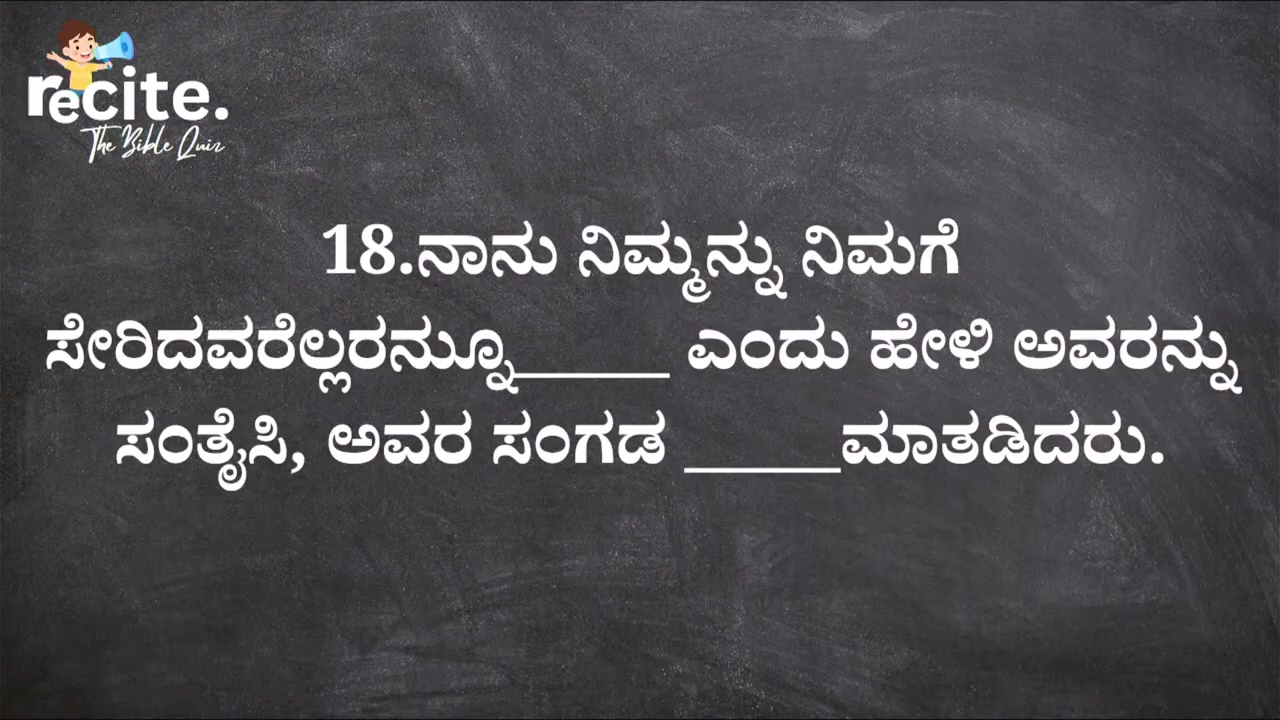 recite.
The Bible Quiz
18.ನಾನು ನಿಮ್ಮನ್ನು ನಿಮಗೆ
ಸೇರಿದವರೆಲ್ಲರನ್ನೂ_____ ಎಂದು ಹೇಳಿ ಅವರನ್ನು
ಸಂತೈಸಿ, ಅವರ ಸಂಗಡ _____ಮಾತಡಿದರು.